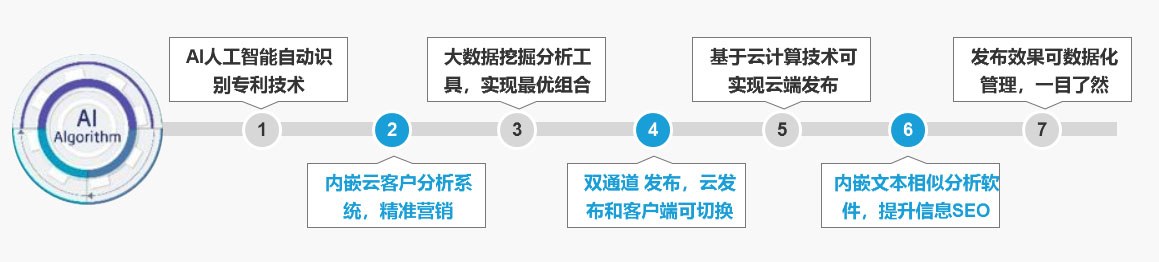 AI
Algorithm
AI人工智能自动识
别专利技术
1
2
内嵌云客户分析系
统，精准营销
大数据挖掘分析工
具，实现最优组合
3
4
双通道 发布，云发
布和客户端可切换
基于云计算技术可
实现云端发布
5
6
内嵌文本相似分析软
件，提升信息SEO
发布效果可数据化
管理，一目了然
7